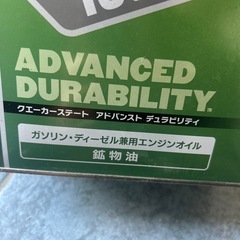 ADVANCED
DURABILITY®
クエーカーステート アドバンスト デュラビリティ
ガソリン・ディーゼル兼用エンジンオイル
鉱物油